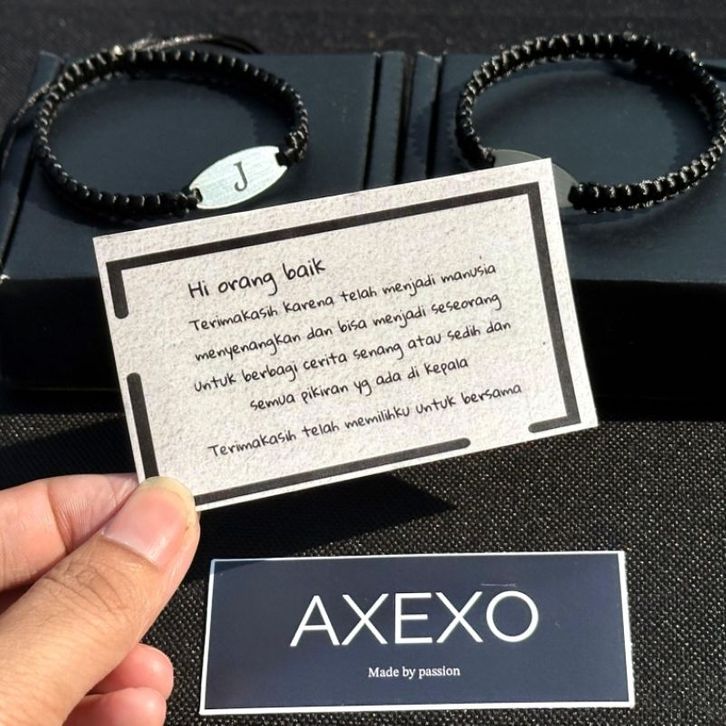 J
Hi orang baik
Terimakasih karena telah menjadi manusia
menyenangkan dan bisa menjadi seseorang
untuk berbagi cerita senang atau sedih dan
semua pikiran yg ada di kepala
Terimakasih telah memilihku untuk bersama
AXEXO
Made by passion